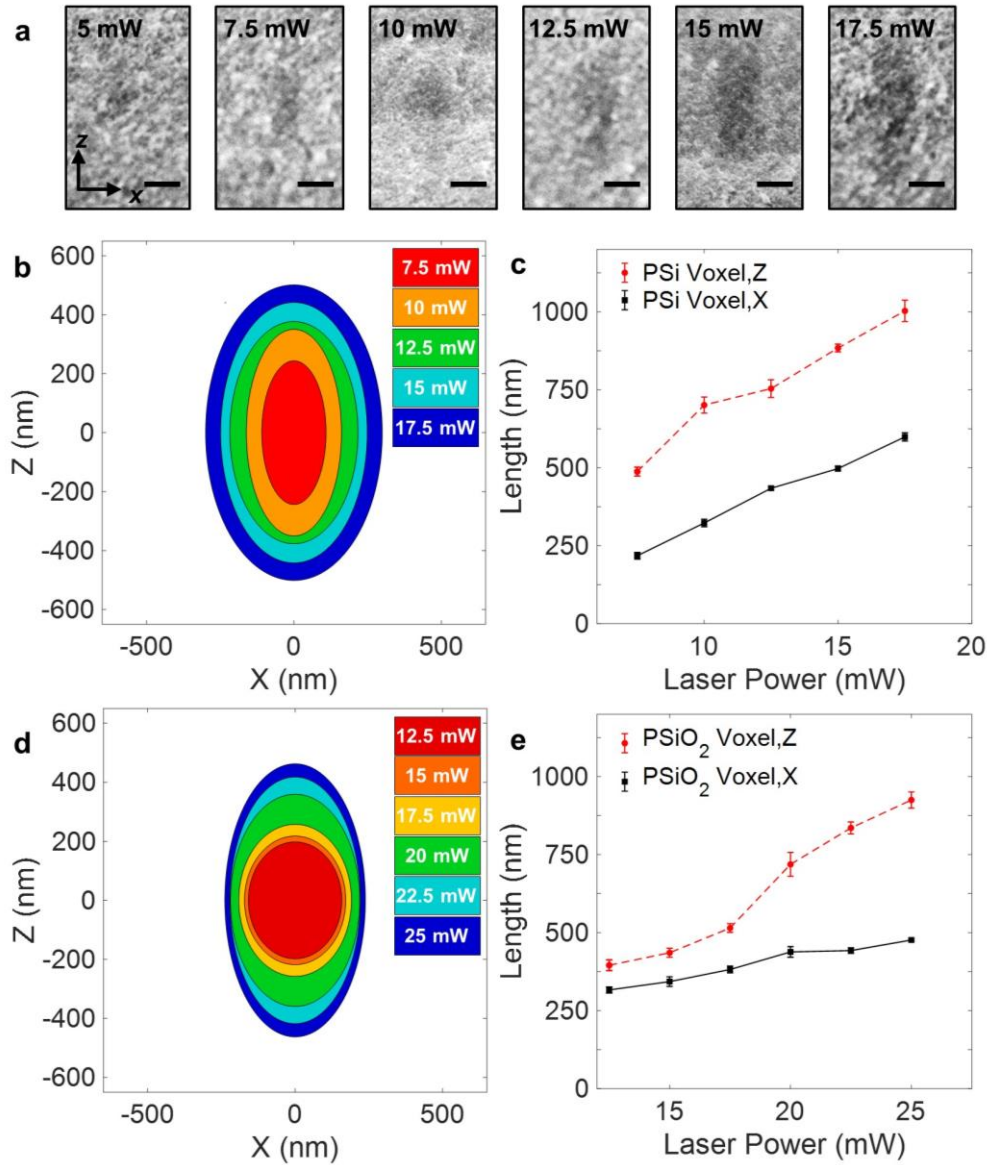 a
5 mW
7.5 mW
10 mW
12.5 mW
15 mW
17.5 mW
z
x
b
600
400
200
0
-200
-400
-600
Z (nm)
-500
0
500
X (nm)
7.5 mW
10 mW
12.5 mW
15 mW
17.5 mW
c
PSi Voxel,Z
PSi Voxel,X
1000
750
500
250
0
Length (nm)
10
15
20
Laser Power (mW)
d
600
400
200
0
-200
-400
-600
Z (nm)
-500
0
500
X (nm)
12.5 mW
15 mW
17.5 mW
20 mW
22.5 mW
25 mW
e
PSiO2 Voxel,Z
PSiO2 Voxel,X
1000
750
500
250
0
Length (nm)
15
20
25
Laser Power (mW)